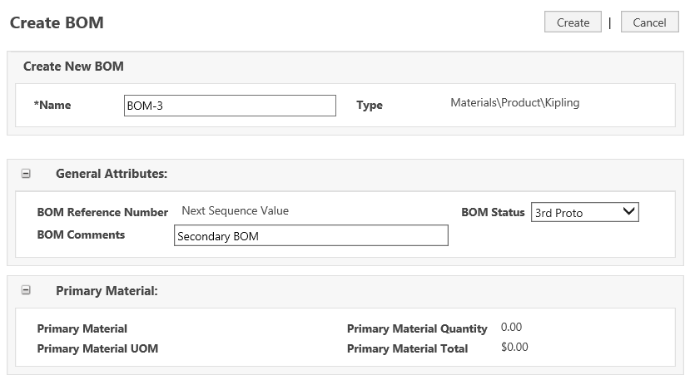 Create BOM Create | Cancel
Create New BOM
*Name BOM-3 Type Materials\Product\Kipling
General Attributes:
BOM Reference Number Next Sequence Value BOM Status 3rd Proto
BOM Comments Secondary BOM
Primary Material:
Primary Material Primary Material Quantity 0.00
Primary Material UOM Primary Material Total $0.00